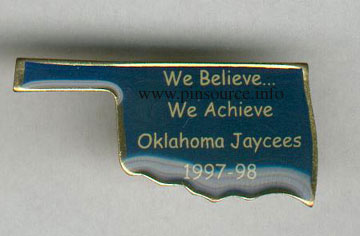 We Believe...
www.pinsource.info
We Achieve
Oklahoma Jaycees
1997-98